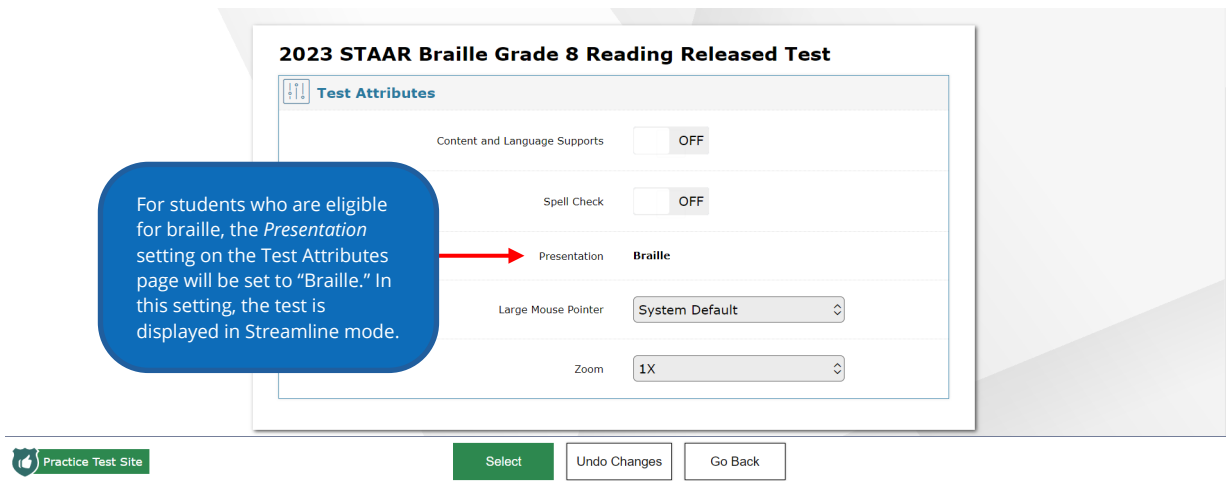 2023 STAAR Braille Grade 8 Reading Released Test
Test Attributes
Content and Language Supports OFF
Spell Check OFF
For students who are eligible
for braille, the Presentation
setting on the Test Attributes
page will be set to “Braille.” In
this setting, the test is
displayed in Streamline mode.
Presentation Braille
Large Mouse Pointer System Default
Zoom 1X
Practice Test Site
Select Undo Changes Go Back